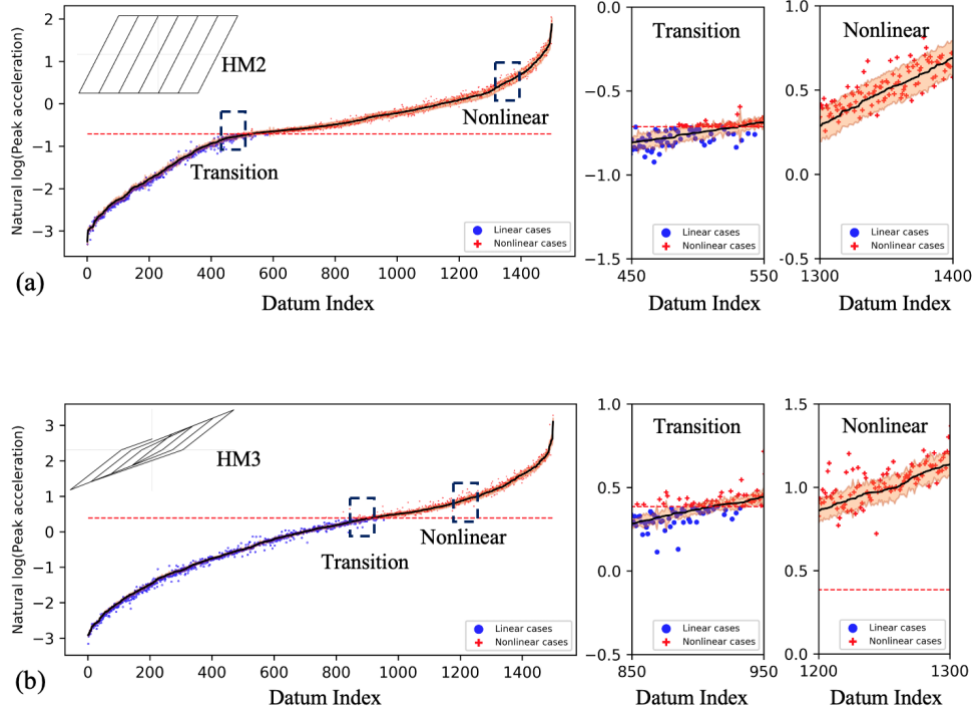 Natural log(Peak acceleration)
2
1
0
−1
−2
−3
HM2
Transition
Nonlinear
Linear cases
Nonlinear cases
0 200 400 600 800 1000 1200 1400
Datum Index
(a)
0.0
−0.5
−1.0
−1.5
Transition
Linear cases
Nonlinear cases
450 550
Datum Index
1.0
0.5
0.0
-0.5
Nonlinear
Linear cases
Nonlinear cases
1300 1400
Datum Index
Natural log(Peak acceleration)
3
2
1
0
−1
−2
−3
HM3
Transition
Nonlinear
Linear cases
Nonlinear cases
0 200 400 600 800 1000 1200 1400
Datum Index
(b)
1.0
0.5
0.0
−0.5
Transition
Linear cases
Nonlinear cases
850 950
Datum Index
1.5
1.0
0.5
0.0
Nonlinear
Linear cases
Nonlinear cases
1200 1300
Datum Index